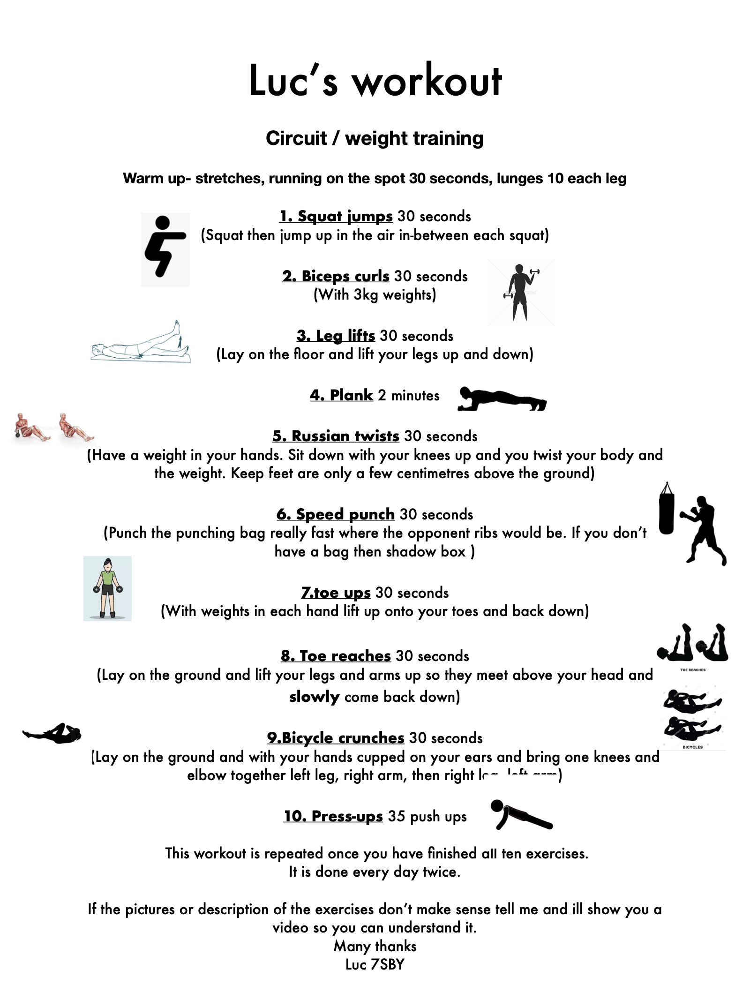 Luc’s workout
Circuit / weight training
Warm up- stretches, running on the spot 30 seconds, lunges 10 each leg
1. Squat jumps 30 seconds
(Squat then jump up in the air in-between each squat)
2. Biceps curls 30 seconds
(With 3kg weights)
3. Leg lifts 30 seconds
(Lay on the floor and lift your legs up and down)
4. Plank 2 minutes
5. Russian twists 30 seconds
(Have a weight in your hands. Sit down with your knees up and you twist your body and
the weight. Keep feet are only a few centimetres above the ground)
6. Speed punch 30 seconds
(Punch the punching bag really fast where the opponent ribs would be. If you don’t
have a bag then shadow box )
7.toe ups 30 seconds
(With weights in each hand lift up onto your toes and back down)
8. Toe reaches 30 seconds
(Lay on the ground and lift your legs and arms up so they meet above your head and
slowly come back down)
TOE REACHES
9.Bicycle crunches 30 seconds
(Lay on the ground and with your hands cupped on your ears and bring one knees and
elbow together left leg, right arm, then right leg, left arm)
BICYCLES
10. Press-ups 35 push ups
This workout is repeated once you have finished all ten exercises.
It is done every day twice.
If the pictures or description of the exercises don’t make sense tell me and ill show you a
video so you can understand it.
Many thanks
Luc 7SBY